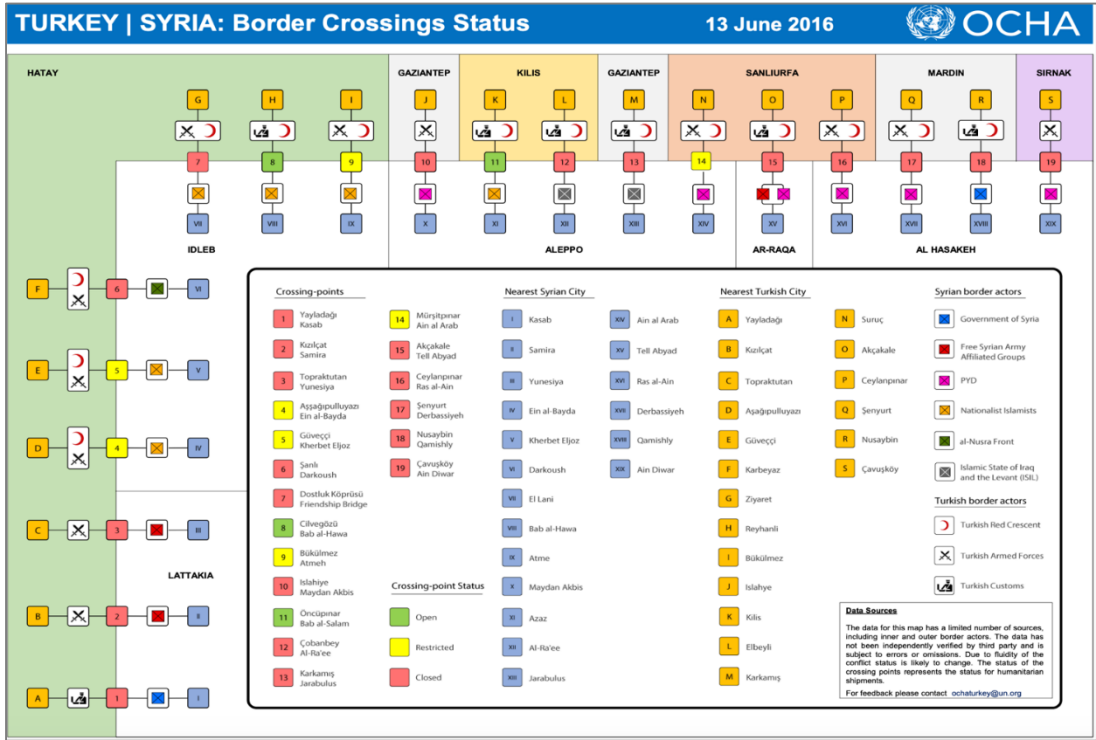 TURKEY | SYRIA: Border Crossings Status
13 June 2016
OCHA
HATAY
GAZIANTEP
KILIS
GAZIANTEP
SANLIURFA
MARDIN
SIRNAK
G
H
I
J
K
L
M
N
O
P
Q
R
S
7
8
9
10
11
12
13
14
15
16
17
18
19
VII
VIII
IX
X
XI
XII
XIII
XIV
XV
XVI
XVII
XVIII
XIX
IDLEB
ALEPPO
AR-RAQA
AL HASAKEH
F
6
VI
E
5
V
D
4
IV
C
3
III
LATTAKIA
B
2
II
A
1
I
Crossing-points
1
Yayladağı
Kasab
2
Kızılçat
Samira
3
Topraktutan
Yunesiya
4
Aşşağıpulluyazı
Ein al-Bayda
5
Güveççi
Kherbet Eljoz
6
Şanlı
Darkoush
7
Dostluk Köprüsü
Friendship Bridge
8
Cilvegözü
Bab al-Hawa
9
Bükülmez
Atmeh
10
Islahiye
Maydan Akbis
11
Öncüpınar
Bab al-Salam
12
Çobanbey
Al-Ra'ee
13
Karkamış
Jarabulus
14
Mürşitpınar
Ain al Arab
15
Akçakale
Tell Abyad
16
Ceylanpınar
Ras al-Ain
17
Şenyurt
Derbassiyeh
18
Nusaybin
Qamishly
19
Çavuşköy
Ain Diwar
Crossing-point Status
Open
Restricted
Closed
Nearest Syrian City
I
Kasab
II
Samira
III
Yunesiya
IV
Ein al-Bayda
V
Kherbet Eljoz
VI
Darkoush
VII
El Lani
VIII
Bab al-Hawa
IX
Atme
X
Maydan Akbis
XI
Azaz
XII
Al-Ra'ee
XIII
Jarabulus
XIV
Ain al Arab
XV
Tell Abyad
XVI
Ras al-Ain
XVII
Derbassiyeh
XVIII
Qamishly
XIX
Ain Diwar
Nearest Turkish City
A
Yayladağı
B
Kızılçat
C
Topraktutan
D
Aşağıpulluyazı
E
Güveççi
F
Karbeyaz
G
Ziyaret
H
Reyhanli
I
Bükülmez
J
Islahye
K
Kilis
L
Elbeyli
M
Karkamış
N
Suruç
O
Akçakale
P
Ceylanpınar
Q
Şenyurt
R
Nusaybin
S
Çavuşköy
Syrian border actors
Government of Syria
Free Syrian Army
Affiliated Groups
PYD
Nationalist Islamists
al-Nusra Front
Islamic State of Iraq
and the Levant (ISIL)
Turkish border actors
Turkish Red Crescent
Turkish Armed Forces
Turkish Customs
Data Sources
The data for this map has a limited number of sources,
including inner and outer border actors. The data has
not been independently verified by third party and is
subject to errors or omissions. Due to fluidity of the
conflict status is likely to change. The status of the
crossing points represents the status for humanitarian
shipments.
For feedback please contact ochaturkey@un.org